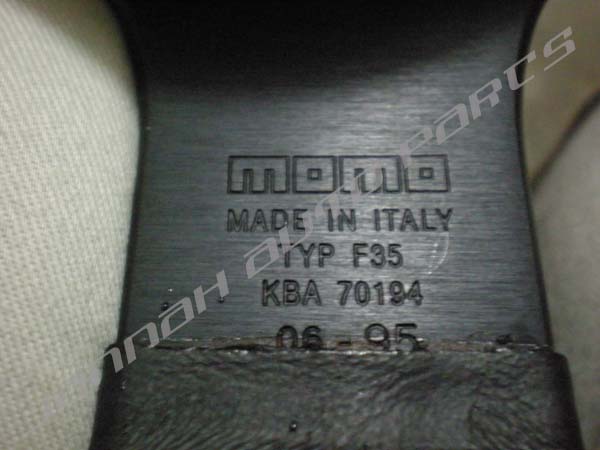 momo
MADE IN ITALY
TYP F35
KBA 70194
06-95